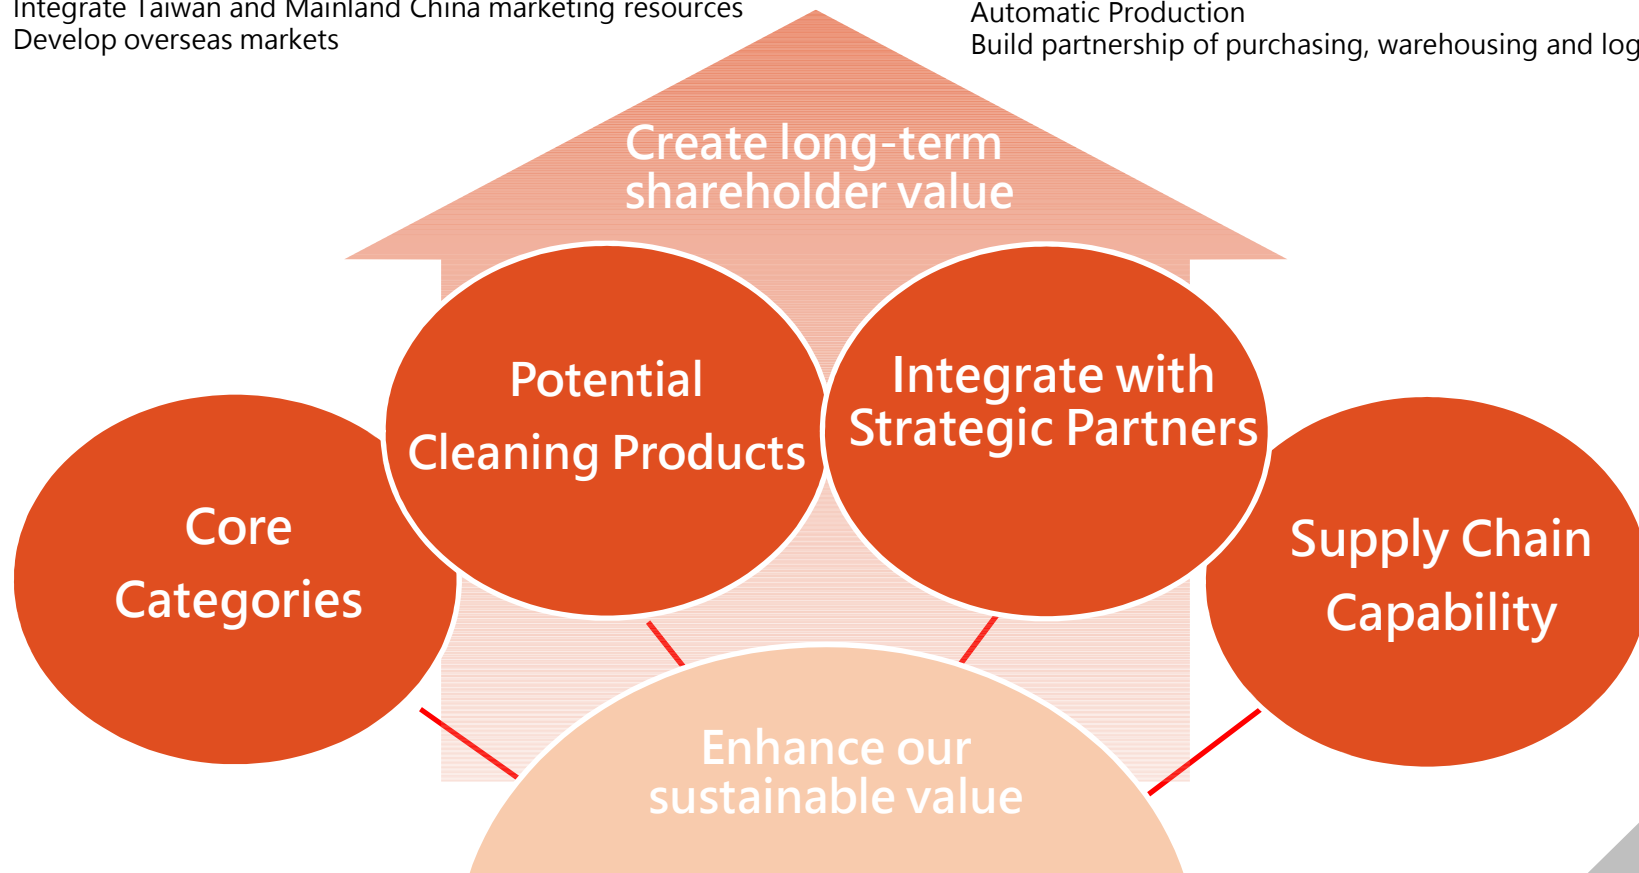 Integrate Taiwan and Mainland China marketing resources
Develop overseas markets
Automatic Production
Build partnership of purchasing, warehousing and
Create long-term
shareholder value
Potential
Cleaning Products
Integrate with
Strategic Partners
Core
Categories
Supply Chain
Capability
Enhance our
sustainable value